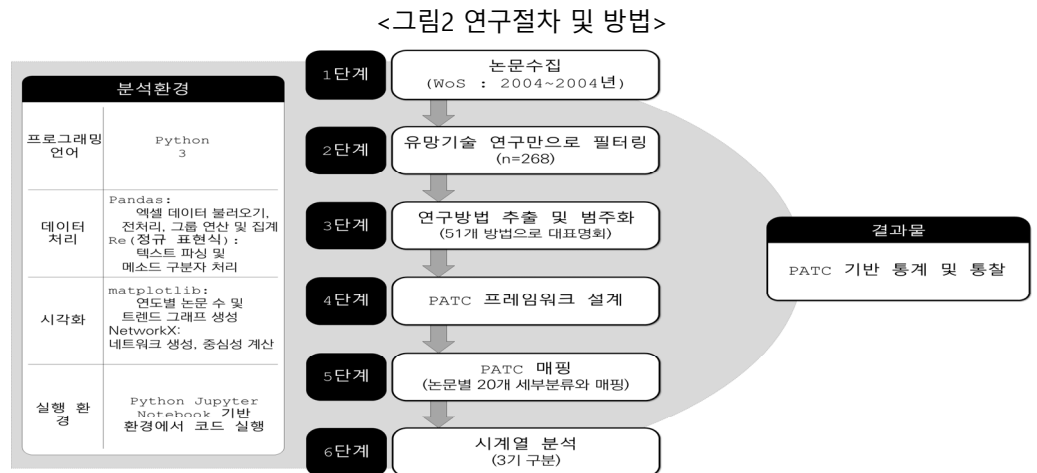 <그림2 연구절차 및 방법>
분석환경
프로그래밍
언어
Python
3
데이터
처리
Pandas:
엑셀 데이터 불러오기,
전처리, 그룹 연산 및 집계
Re(정규 표현식):
텍스트 파싱 및
메소드 구분자 처리
시각화
matplotlib:
연도별 논문 수 및
트렌드 그래프 생성
NetworkX:
네트워크 생성, 중심성 계산
실행 환
경
Python Jupyter
Notebook 기반
환경에서 코드 실행
1단계
논문수집
(WoS : 2004~2004년)
2단계
유망기술 연구만으로 필터링
(n=268)
3단계
연구방법 추출 및 범주화
(51개 방법으로 대표명회)
4단계
PATC 프레임워크 설계
5단계
PATC 매핑
(논문별 20개 세부분류와 매핑)
6단계
시계열 분석
(3기 구분)
결과물
PATC 기반 통계 및 통찰